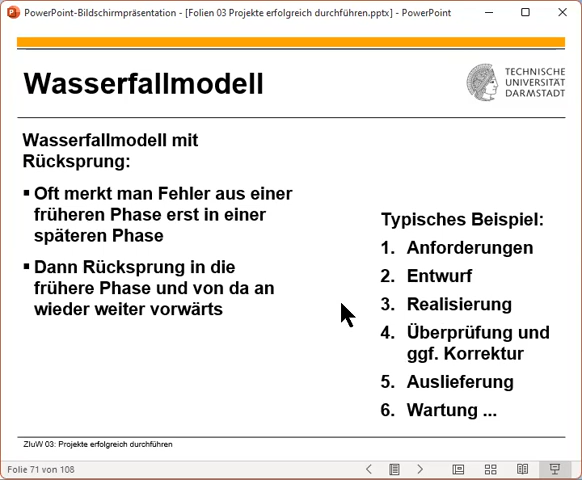 PowerPoint-Bildschirmpräsentation - [Folien 03 Projekte erfolgreich durchführen.pptx] - PowerPoint
Wasserfallmodell
TECHNISCHE
UNIVERSITÄT
DARMSTADT
Wasserfallmodell mit
Rücksprung:
▪ Oft merkt man Fehler aus einer
früheren Phase erst in einer
späteren Phase
▪ Dann Rücksprung in die
frühere Phase und von da an
wieder weiter vorwärts
Typisches Beispiel:
1. Anforderungen
2. Entwurf
3. Realisierung
4. Überprüfung und
ggf. Korrektur
5. Auslieferung
6. Wartung ...
ZIuW 03: Projekte erfolgreich durchführen
Folie 71 von 108